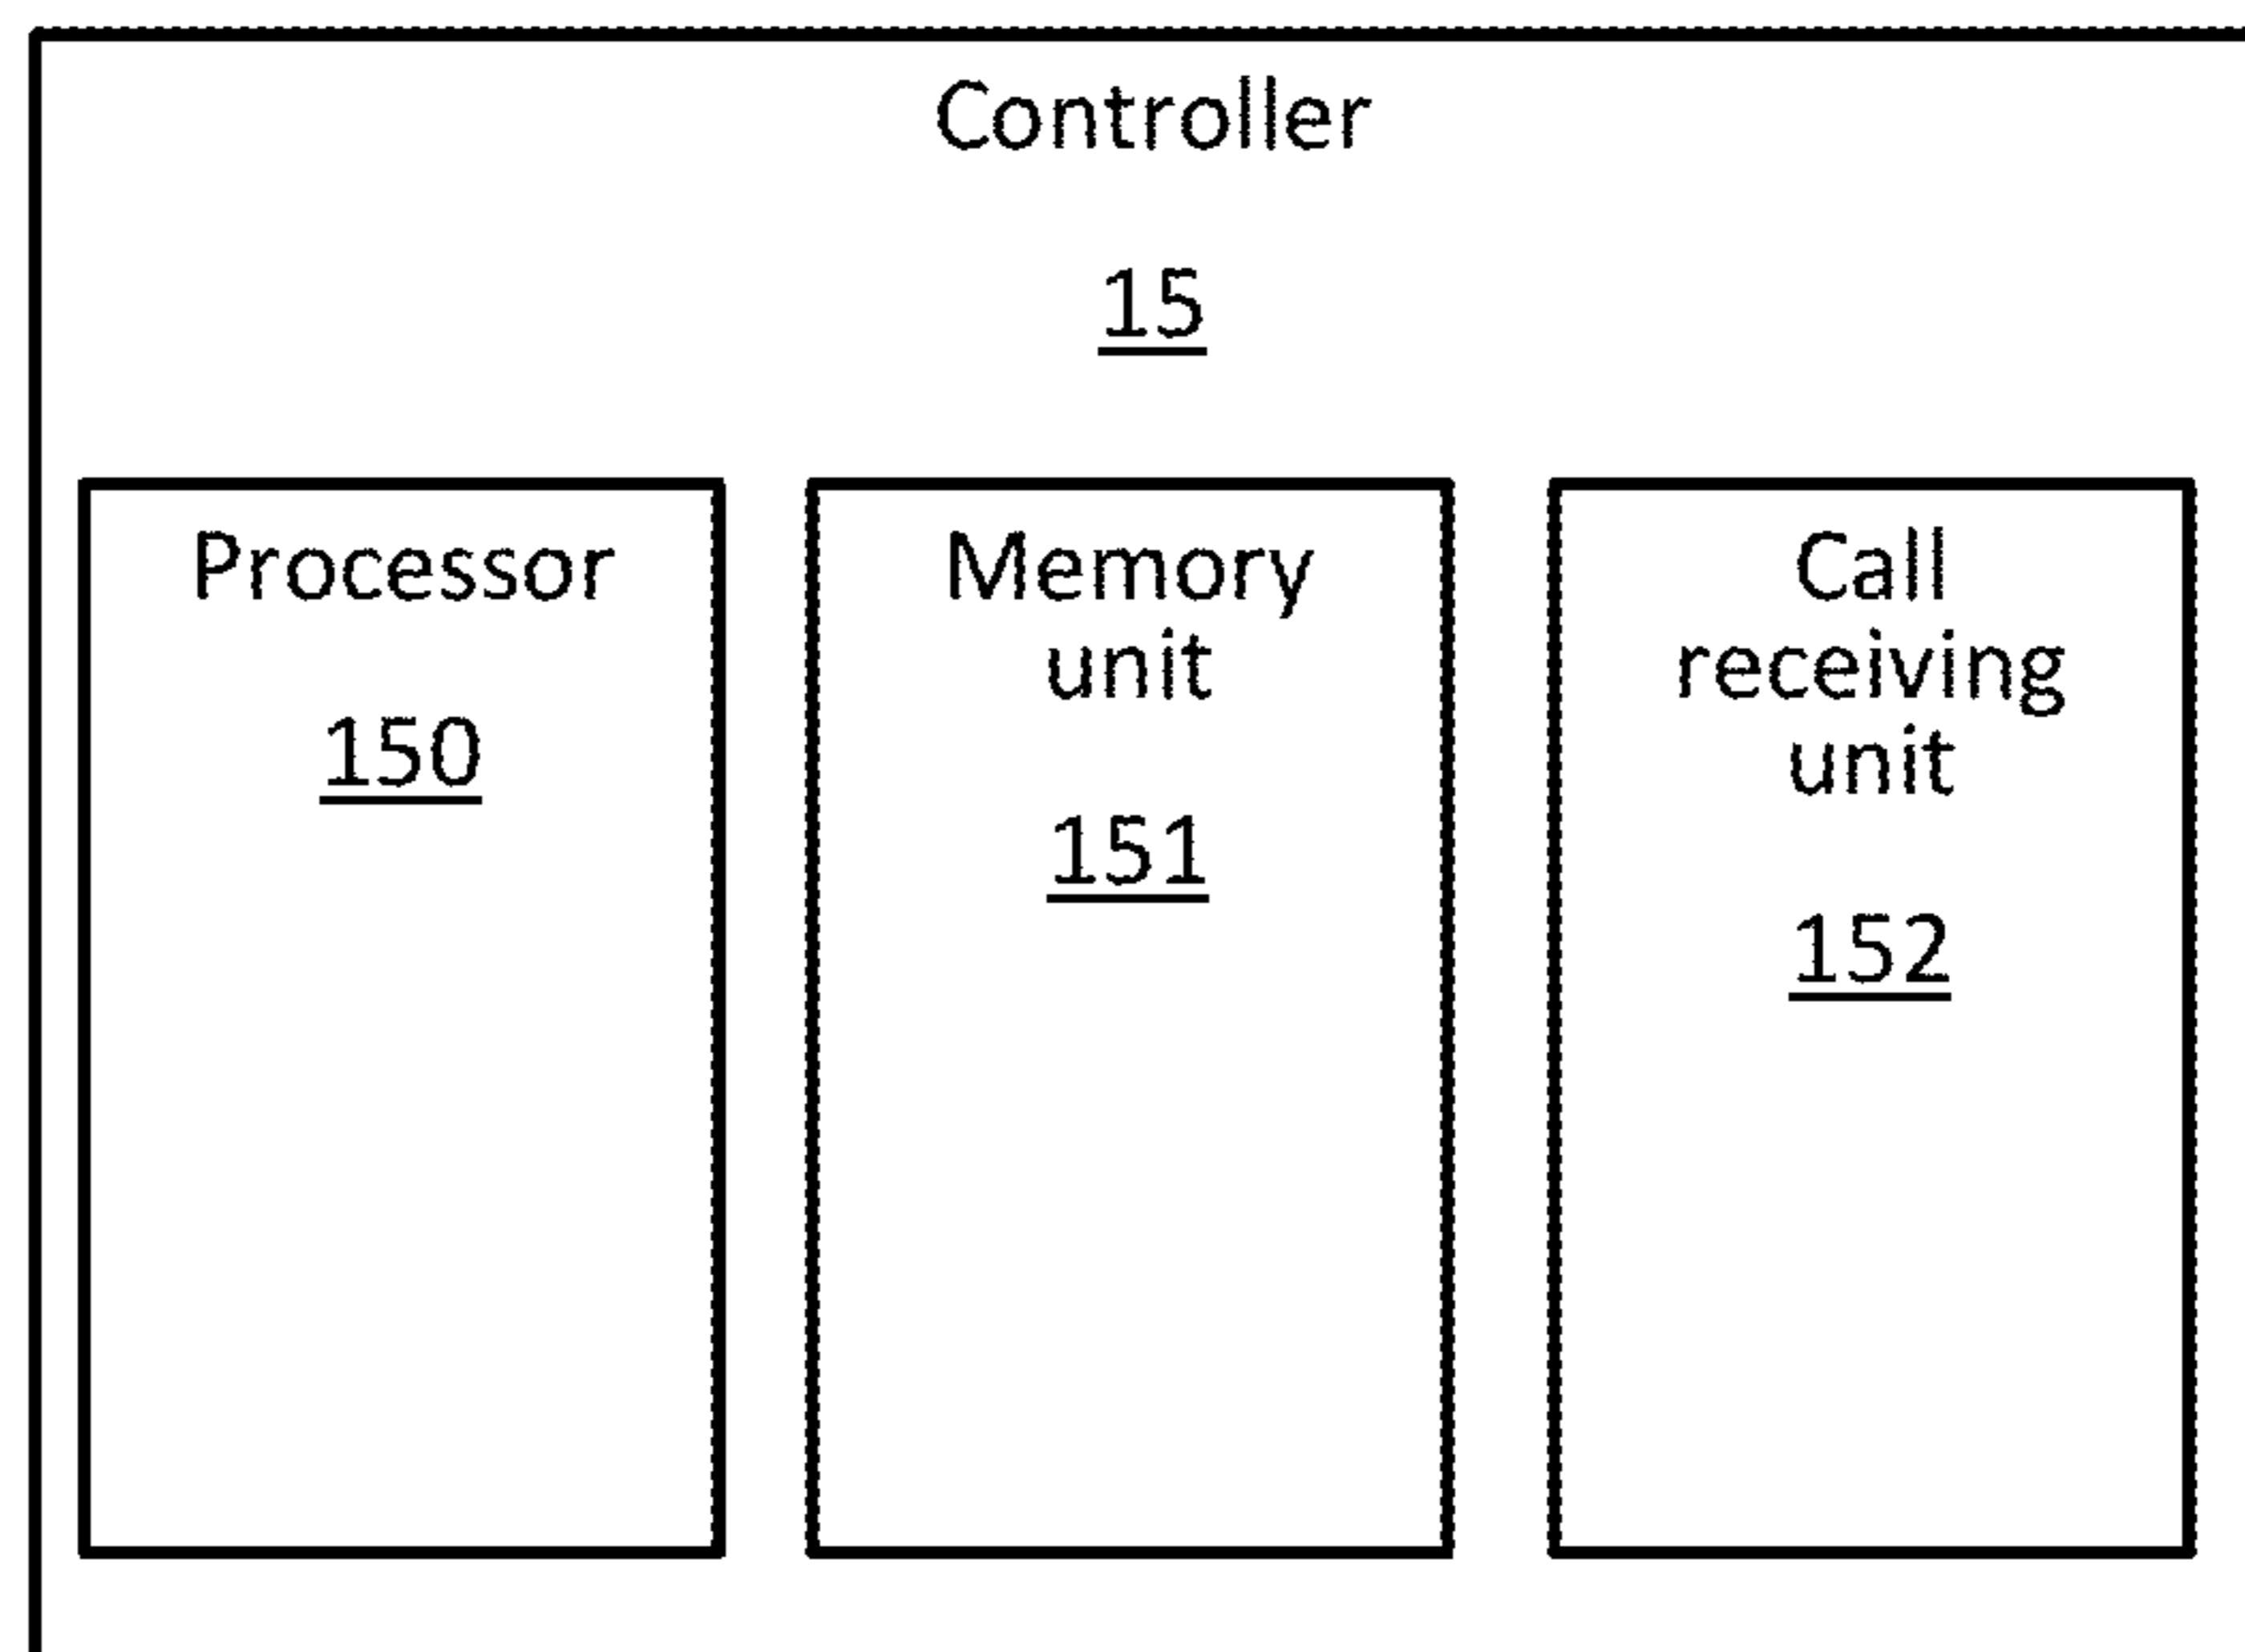 Controller
15
Processor
150
Memory
unit
151
Call
receiving
unit
152